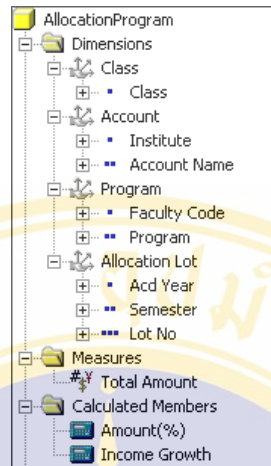 AllocationProgram
Dimensions
Class
Class
Account
Institute
Account Name
Program
Faculty Code
Program
Allocation Lot
Acd Year
Semester
Lot No
Measures
Total Amount
Calculated Members
Amount(%)
Income Growth